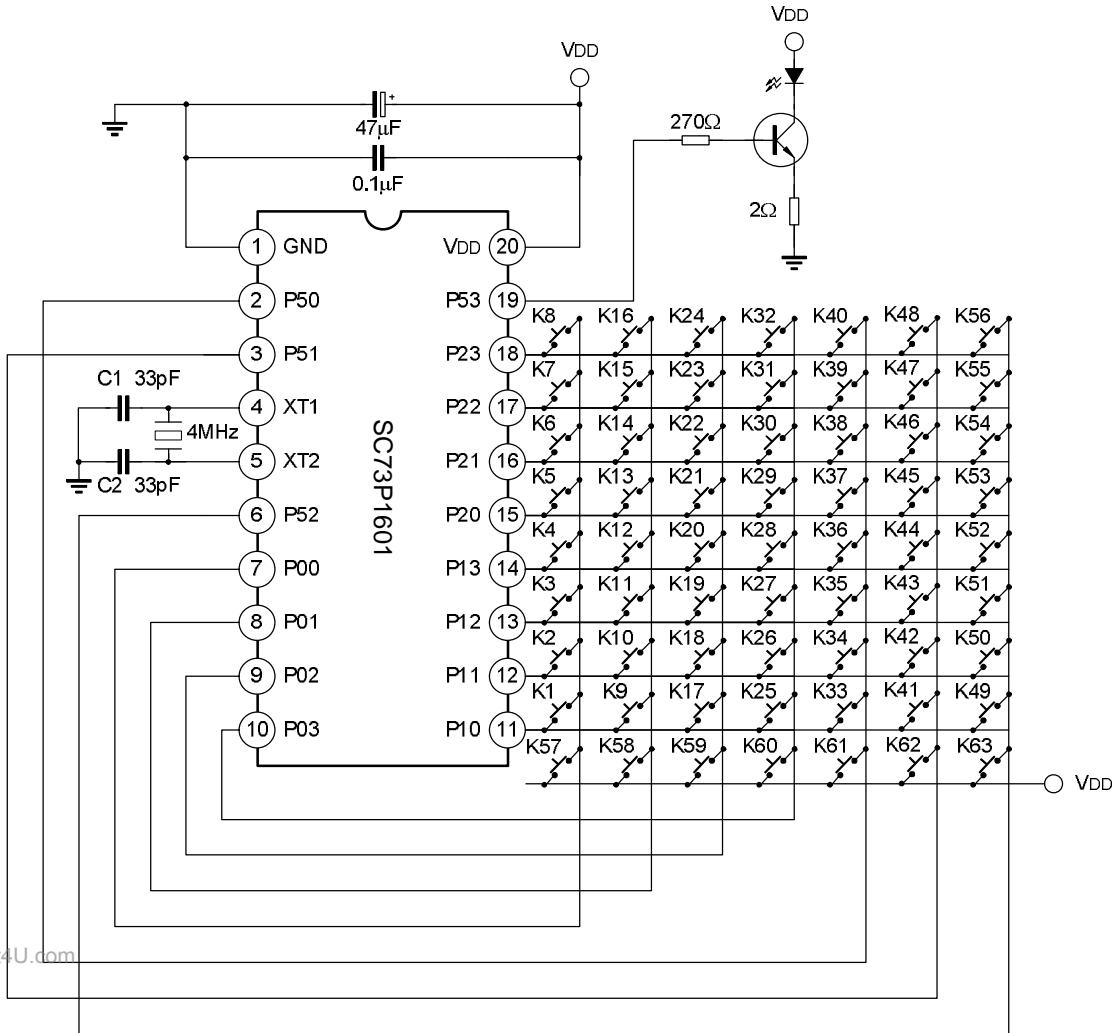 VDD
VDD
47μF
0.1μF
270Ω
2Ω
1 GND VDD 20
2 P50 P53 19
3 P51 P23 18
4 XT1 P22 17
5 XT2 P21 16
6 P52 P20 15
7 P00 P13 14
8 P01 P12 13
9 P02 P11 12
10 P03 P10 11
SC73P1601
C1 33pF
4MHz
C2 33pF
K8 K16 K24 K32 K40 K48 K56
K7 K15 K23 K31 K39 K47 K55
K6 K14 K22 K30 K38 K46 K54
K5 K13 K21 K29 K37 K45 K53
K4 K12 K20 K28 K36 K44 K52
K3 K11 K19 K27 K35 K43 K51
K2 K10 K18 K26 K34 K42 K50
K1 K9 K17 K25 K33 K41 K49
K57 K58 K59 K60 K61 K62 K63
VDD
4U.com